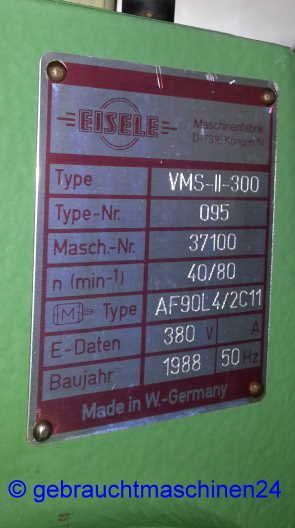 EISELE
Maschinenfabrik
Type VMS-II-300
Type-Nr. 095
Masch.-Nr. 37100
n (min-1) 40/80
M Type AF90L4/2C11
E-Daten 380 V A
Baujahr 1988 50 Hz
Made in W.-Germany
© gebrauchtmaschinen24